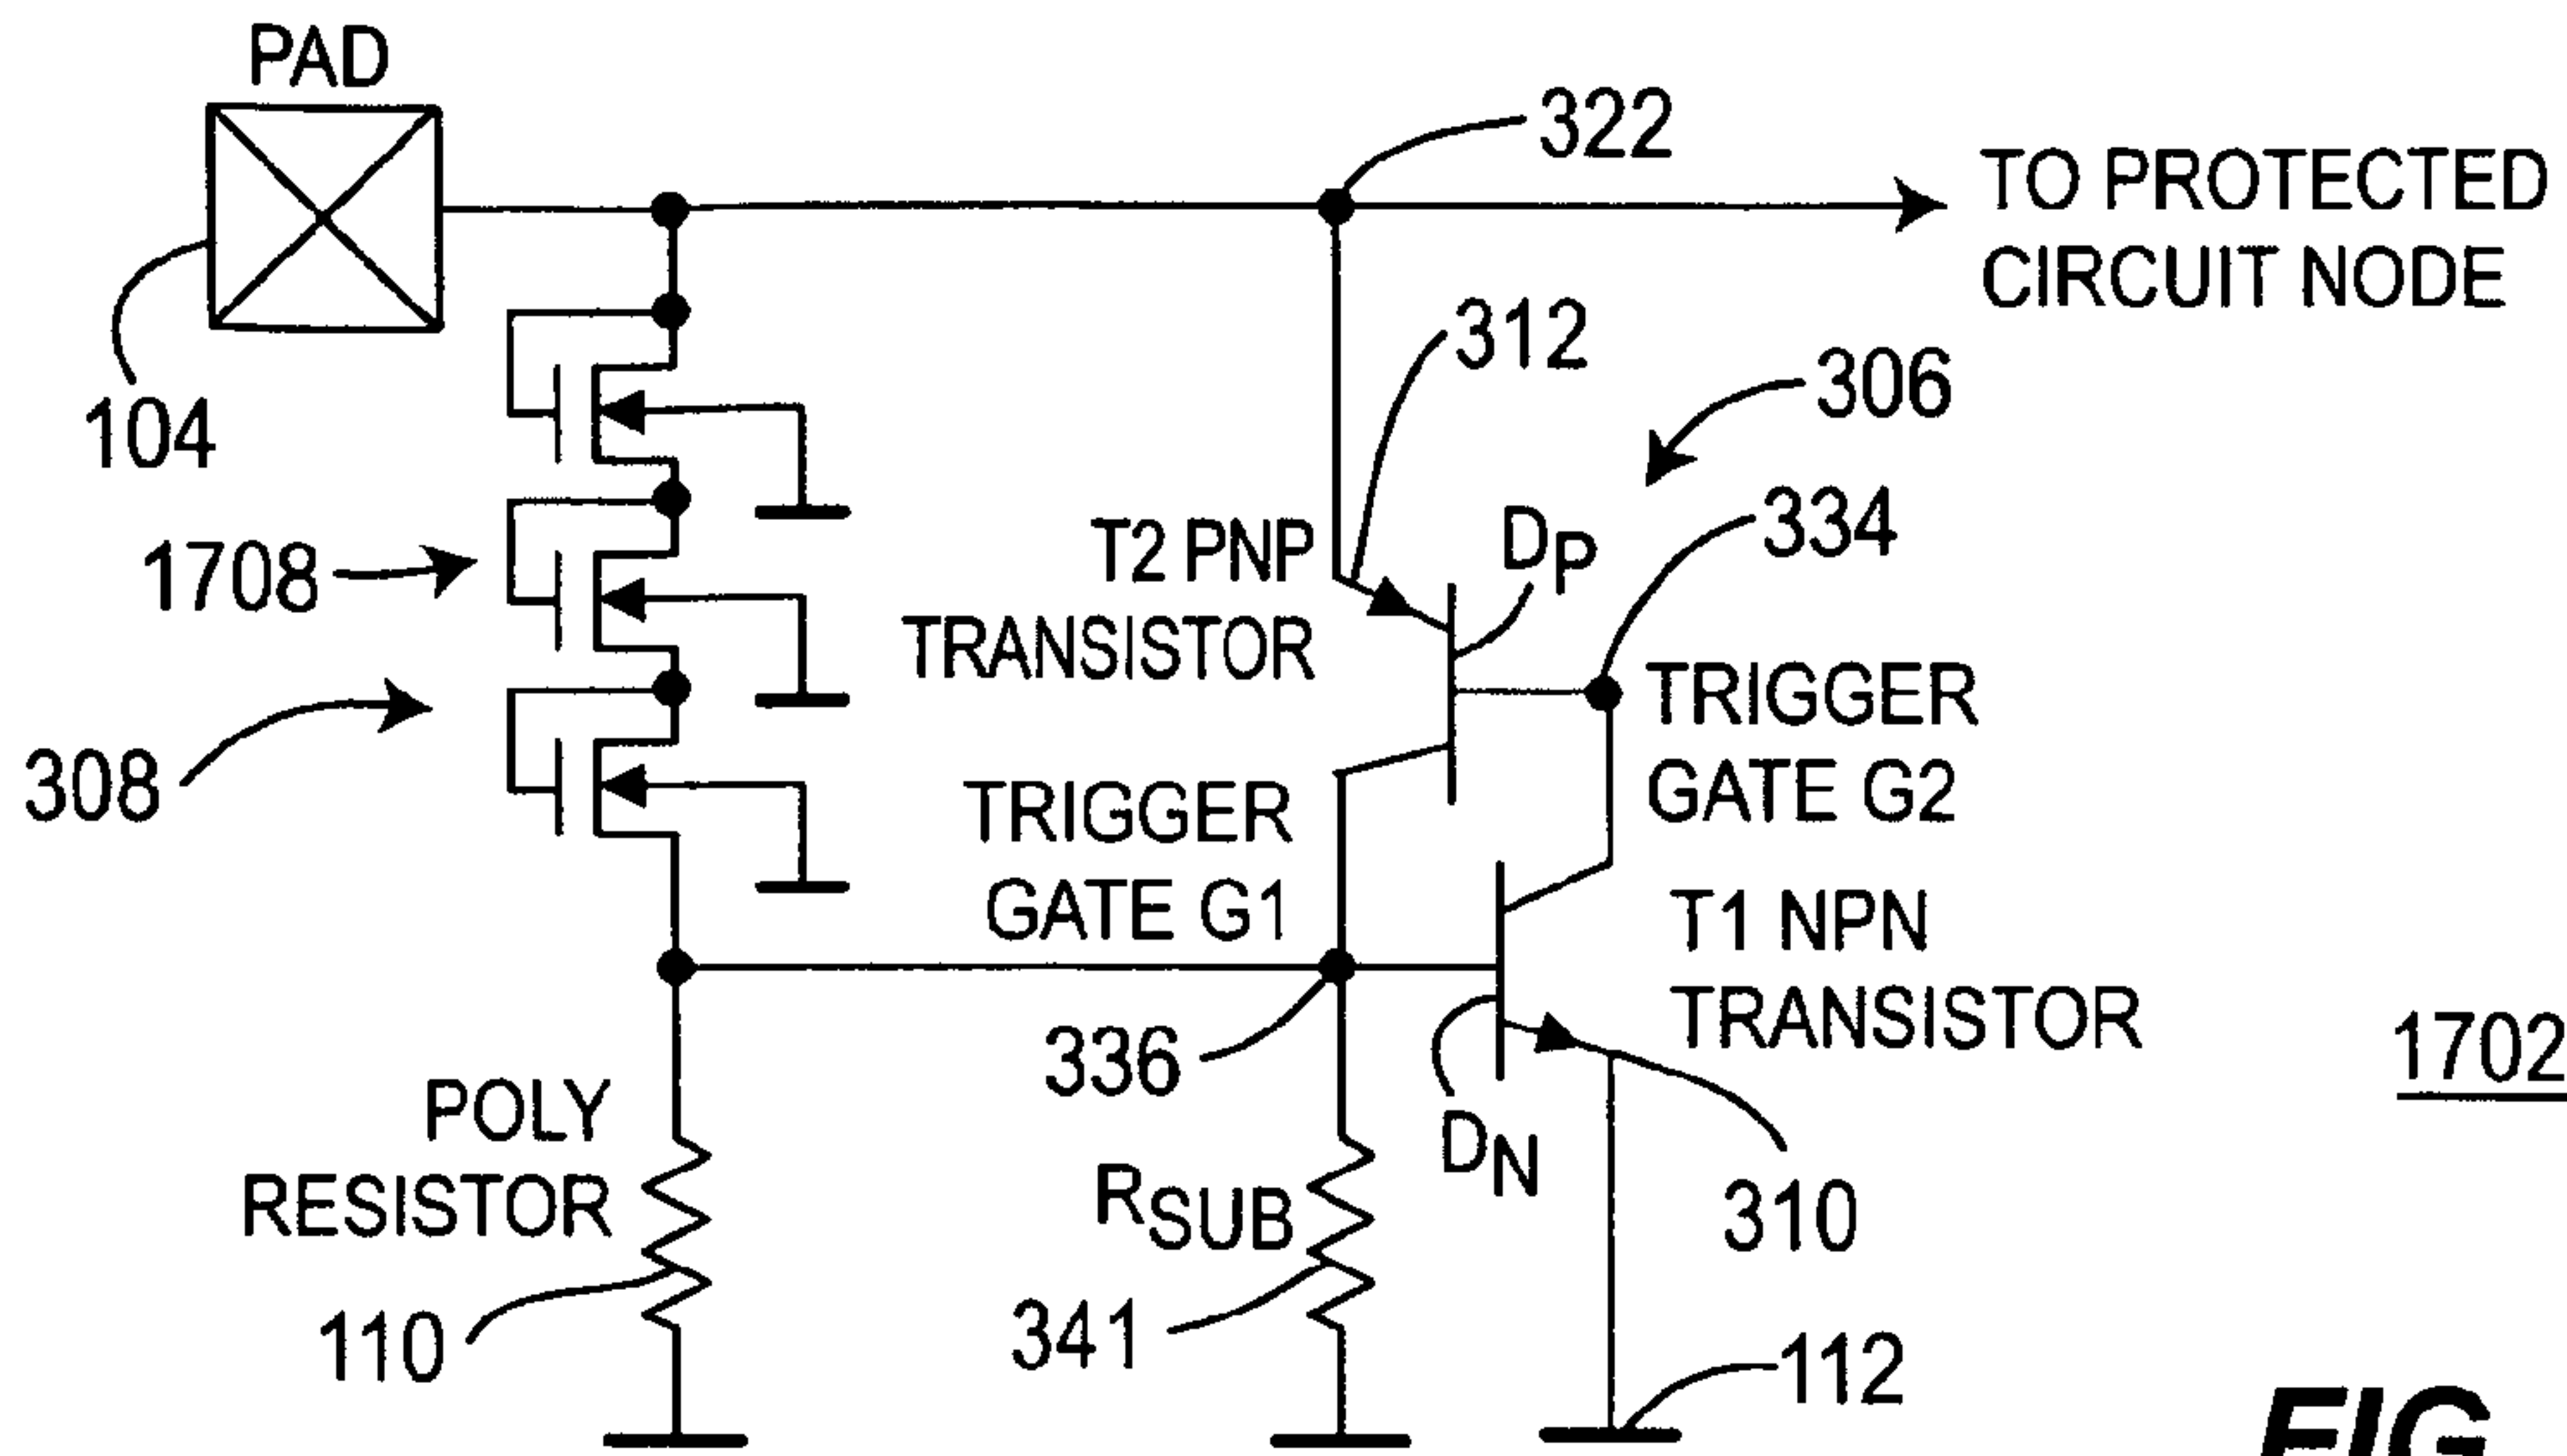 PAD
322
TO PROTECTED
CIRCUIT NODE
104
312
306
334
1708
T2 PNP
TRANSISTOR
DP
308
TRIGGER
GATE G2
TRIGGER
GATE G1
T1 NPN
TRANSISTOR
336
1702
POLY
RESISTOR
DN
RSUB
310
110
341
112
FIG